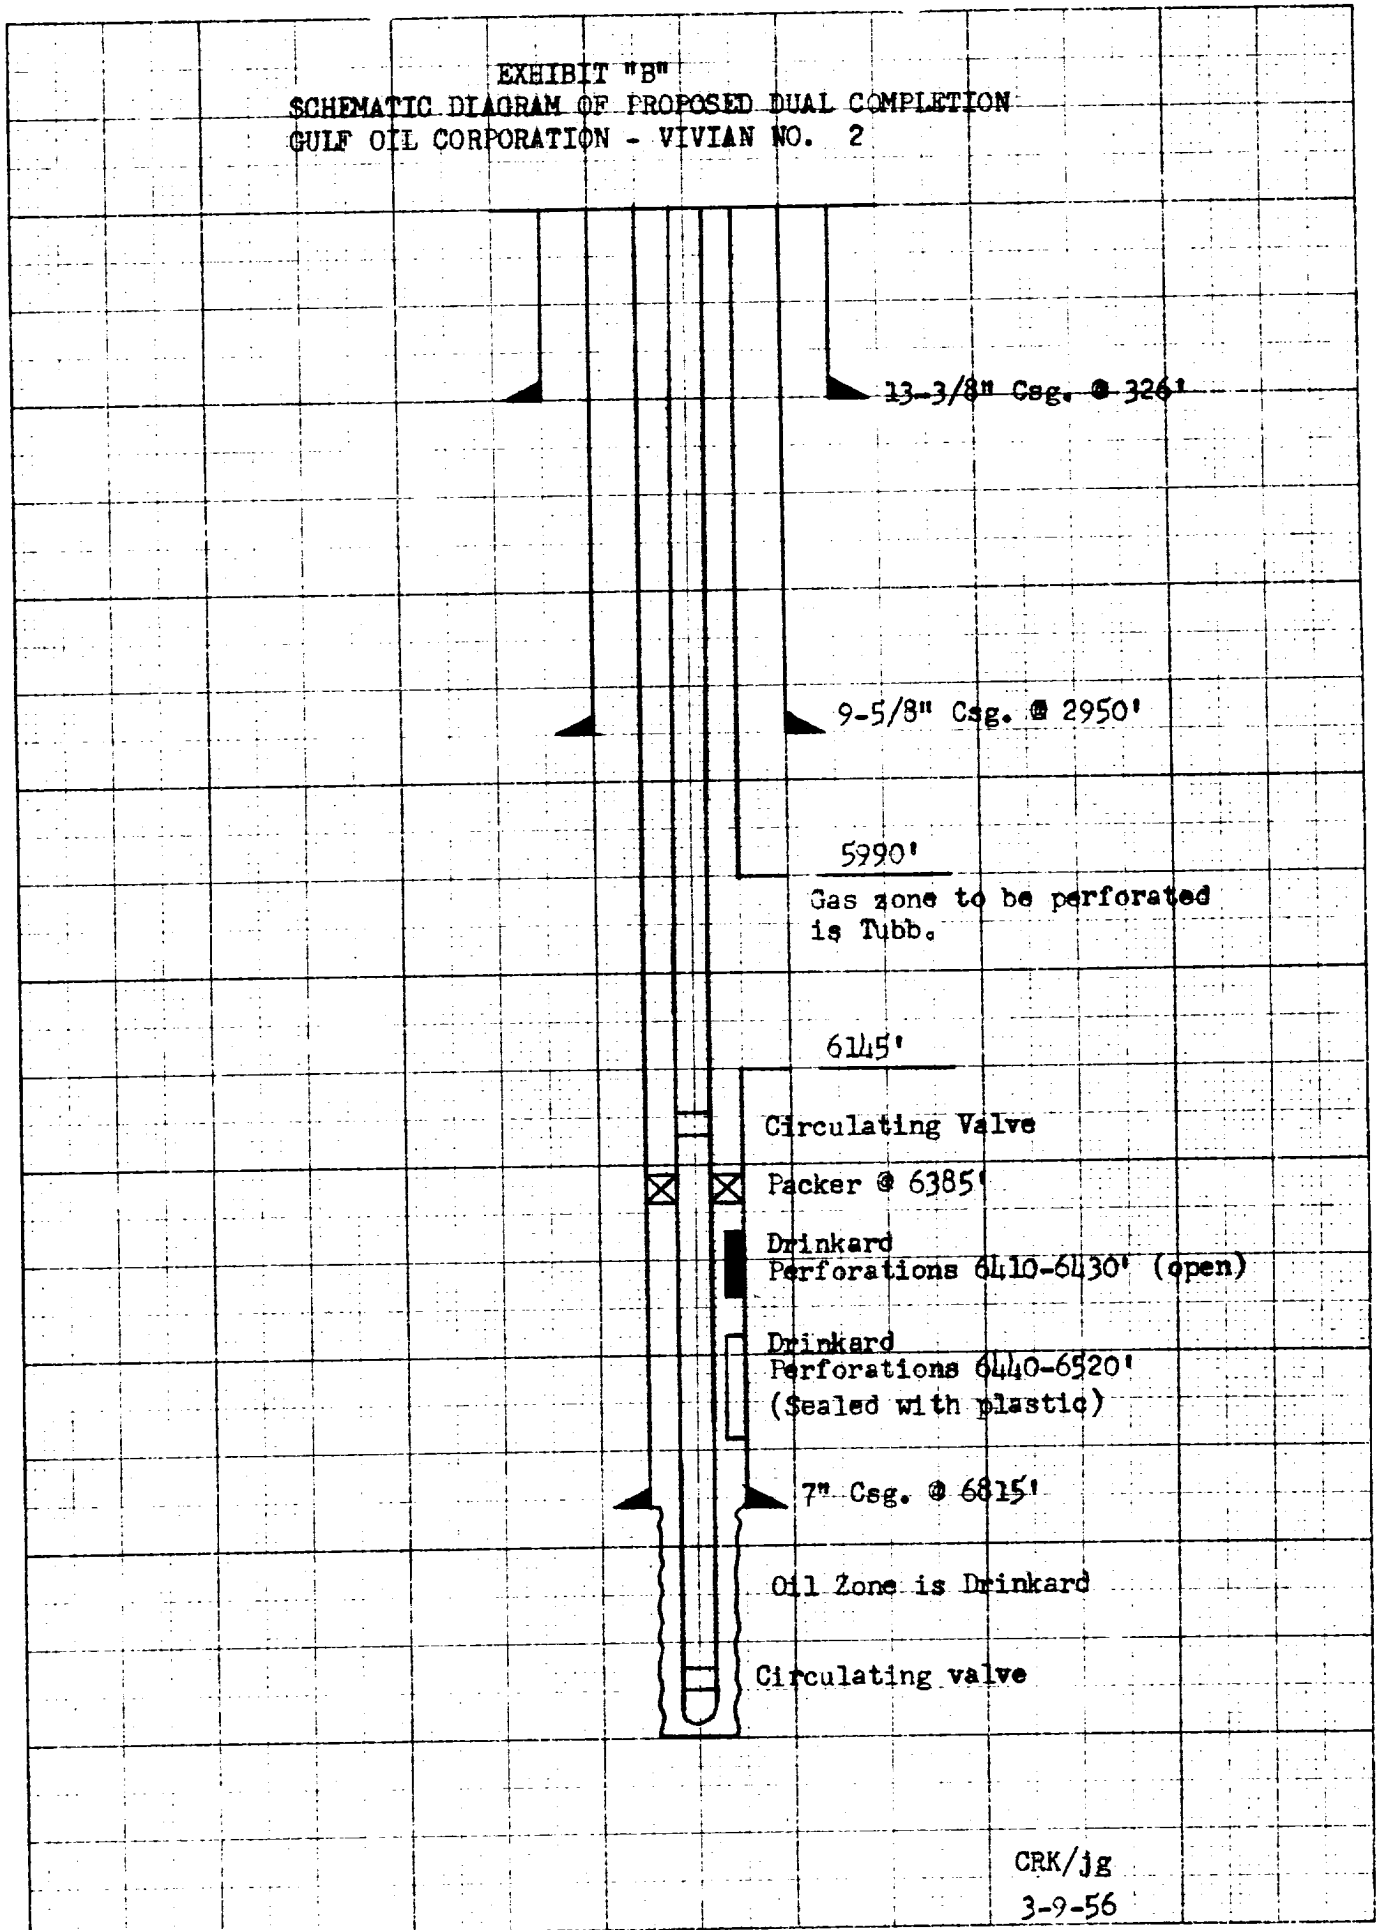 EXHIBIT "B"
SCHEMATIC DIAGRAM OF PROPOSED DUAL COMPLETION
GULF OIL CORPORATION - VIVIAN NO. 2
13-3/8" Csg. @ 326'
9-5/8" Csg. @ 2950'
5990'
Gas zone to be perforated
is Tubb.
6145'
Circulating Valve
Packer @ 6385'
Drinkard
Perforations 6410-6430' (open)
Drinkard
Perforations 6440-6520'
(Sealed with plastic)
7" Csg. @ 6815'
Oil Zone is Drinkard
Circulating valve
CRK/jg
3-9-56